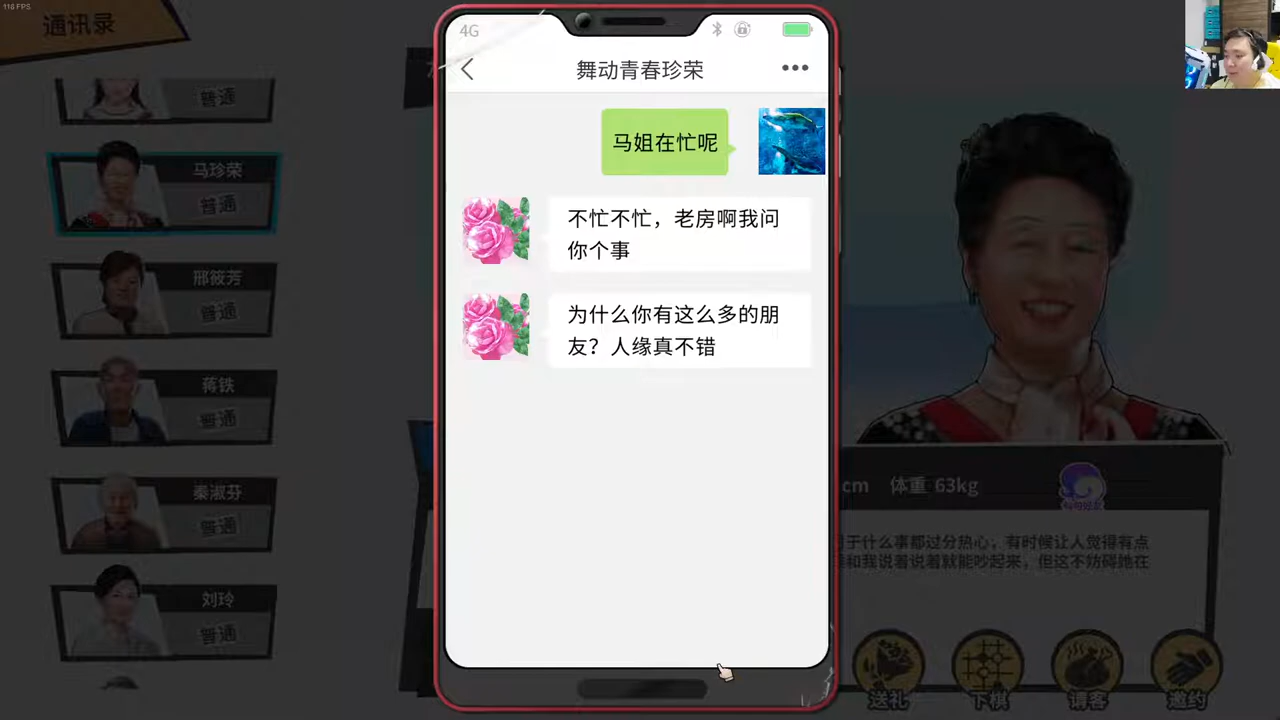 116 FPS
通讯录
普通
马珍荣
普通
邢筱芳
普通
蒋铁
普通
秦淑芬
普通
刘玲
普通
4G
舞动青春珍荣
马姐在忙呢
不忙不忙，老房啊我问
你个事
为什么你有这么多的朋
友？人缘真不错
cm 体重 63kg
于什么事都过分热心，有时候让人觉得有点
和我说着说着就能吵起来，但这不妨碍她在
送礼
下棋
请客
邀约